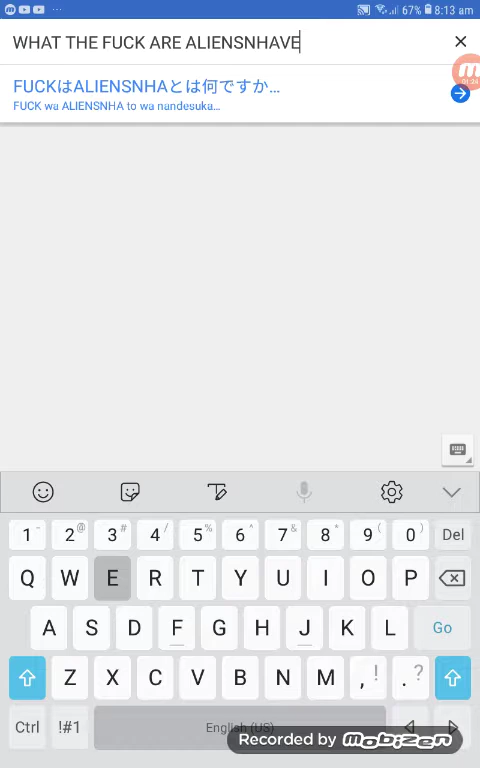 67% 8:13 am
WHAT THE FUCK ARE ALIENSNHAVE
FUCKはALIENSNHAとは何ですか…
01:24
FUCK wa ALIENSNHA to wa nandesuka…
1 - 2 @ 3 # 4 / 5 % 6 ^ 7 & 8 * 9 ( 0 ) Del
Q W E R T Y U I O P
A S D F G H J K L Go
Z X C V B N M , ! . ?
Ctrl !#1 English (US)
Recorded by mobizen